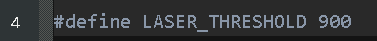 4 #define LASER_THRESHOLD 900